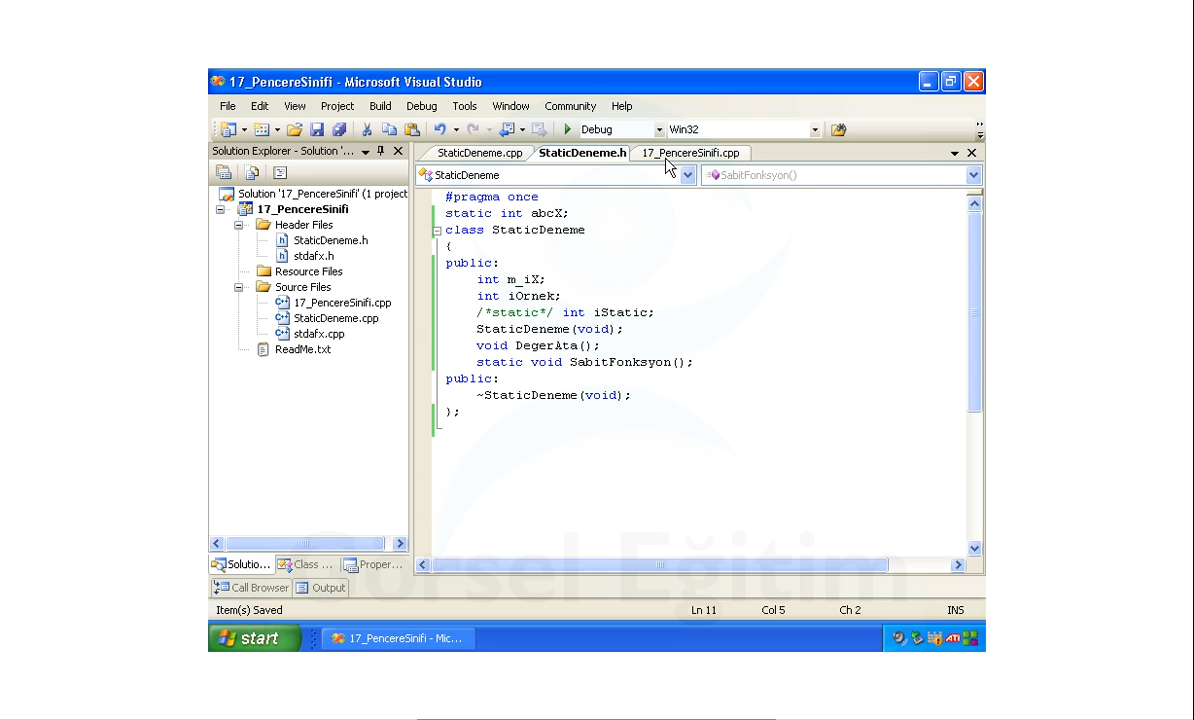 17_PencereSinifi - Microsoft Visual Studio
File Edit View Project Build Debug Tools Window Community Help
Debug Win32
Solution Explorer - Solution '...
StaticDeneme.cpp StaticDeneme.h 17_PencereSinifi.cpp
StaticDeneme SabitFonksyon()
Solution '17_PencereSinifi' (1 project
17_PencereSinifi
Header Files
StaticDeneme.h
stdafx.h
Resource Files
Source Files
17_PencereSinifi.cpp
StaticDeneme.cpp
stdafx.cpp
ReadMe.txt
#pragma once
static int abcX;
class StaticDeneme
{
public:
int m_iX;
int iOrnek;
/*static*/ int iStatic;
StaticDeneme(void);
void DegerAta();
static void SabitFonksyon();
public:
~StaticDeneme(void);
};
Görsel Eğitim
Solutio... Class ... Proper...
Call Browser Output
Item(s) Saved Ln 11 Col 5 Ch 2 INS
start 17_PencereSinifi - Mic... ATI